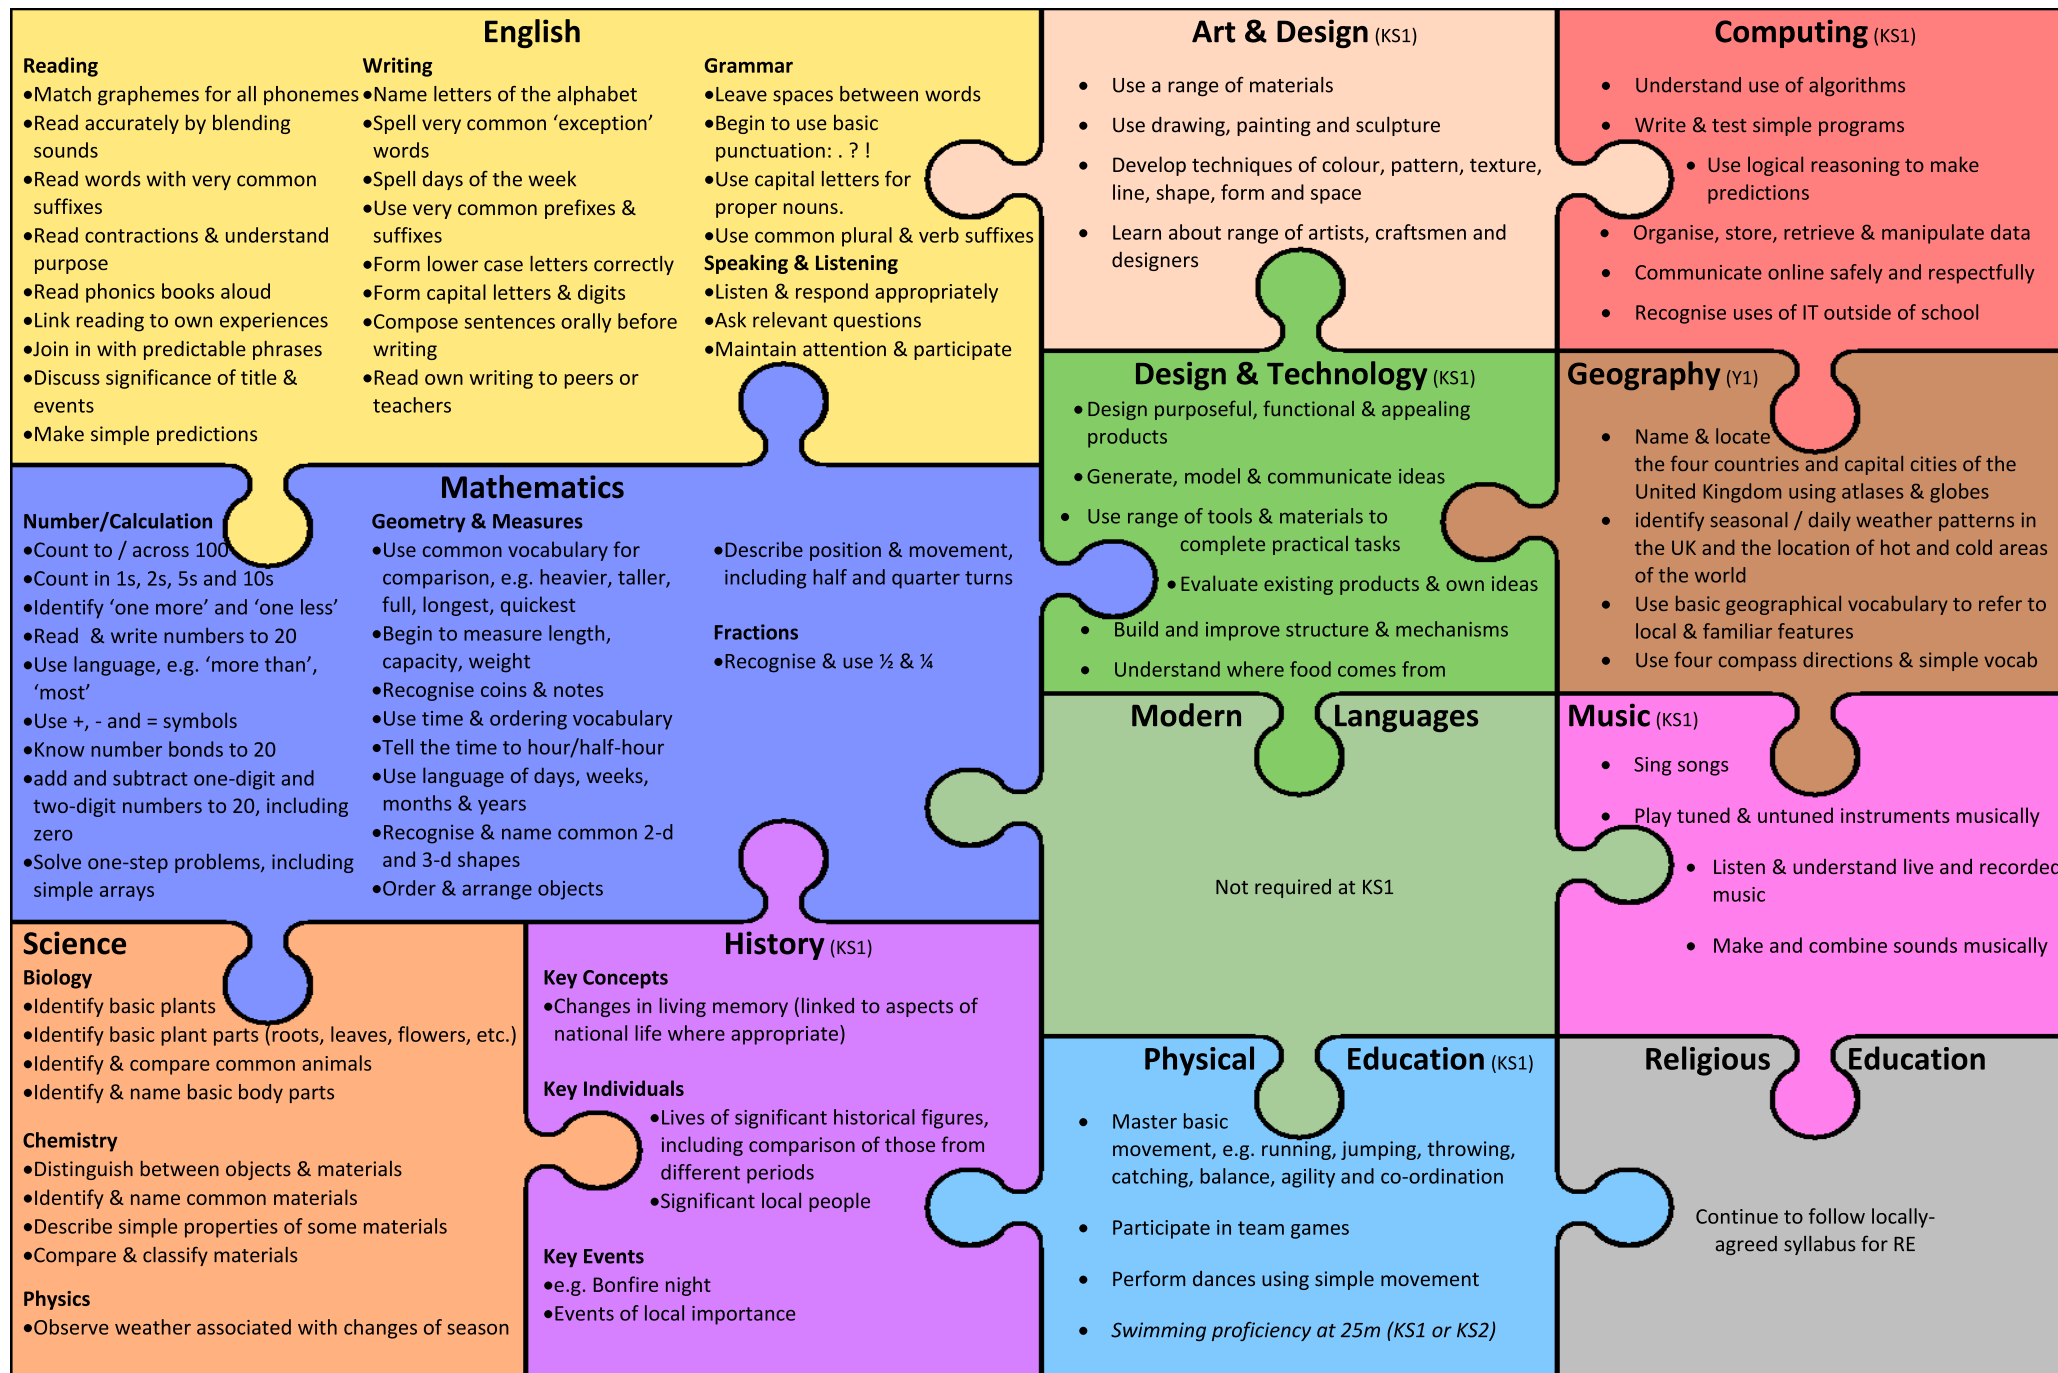 English
Reading
•Match graphemes for all phonemes
•Read accurately by blending
sounds
•Read words with very common
suffixes
•Read contractions & understand
purpose
•Read phonics books aloud
•Link reading to own experiences
•Join in with predictable phrases
•Discuss significance of title &
events
•Make simple predictions
Writing
•Name letters of the alphabet
•Spell very common ‘exception’
words
•Spell days of the week
•Use very common prefixes &
suffixes
•Form lower case letters correctly
•Form capital letters & digits
•Compose sentences orally before
writing
•Read own writing to peers or
teachers
Grammar
•Leave spaces between words
•Begin to use basic
punctuation: . ? !
•Use capital letters for
proper nouns.
•Use common plural & verb suffixes
Speaking & Listening
•Listen & respond appropriately
•Ask relevant questions
•Maintain attention & participate
Art & Design (KS1)
• Use a range of materials
• Use drawing, painting and sculpture
• Develop techniques of colour, pattern, texture,
line, shape, form and space
• Learn about range of artists, craftsmen and
designers
Computing (KS1)
• Understand use of algorithms
• Write & test simple programs
• Use logical reasoning to make
predictions
• Organise, store, retrieve & manipulate data
• Communicate online safely and respectfully
• Recognise uses of IT outside of school
Mathematics
Number/Calculation
•Count to / across 100
•Count in 1s, 2s, 5s and 10s
•Identify ‘one more’ and ‘one less’
•Read & write numbers to 20
•Use language, e.g. ‘more than’,
‘most’
•Use +, - and = symbols
•Know number bonds to 20
•add and subtract one-digit and
two-digit numbers to 20, including
zero
•Solve one-step problems, including
simple arrays
Geometry & Measures
•Use common vocabulary for
comparison, e.g. heavier, taller,
full, longest, quickest
•Begin to measure length,
capacity, weight
•Recognise coins & notes
•Use time & ordering vocabulary
•Tell the time to hour/half-hour
•Use language of days, weeks,
months & years
•Recognise & name common 2-d
and 3-d shapes
•Order & arrange objects
•Describe position & movement,
including half and quarter turns
Fractions
•Recognise & use ½ & ¼
Design & Technology (KS1)
•Design purposeful, functional & appealing
products
•Generate, model & communicate ideas
• Use range of tools & materials to
complete practical tasks
•Evaluate existing products & own ideas
• Build and improve structure & mechanisms
• Understand where food comes from
Geography (Y1)
• Name & locate
the four countries and capital cities of the
United Kingdom using atlases & globes
• identify seasonal / daily weather patterns in
the UK and the location of hot and cold areas
of the world
• Use basic geographical vocabulary to refer to
local & familiar features
• Use four compass directions & simple vocab
Modern Languages
Not required at KS1
Music (KS1)
• Sing songs
• Play tuned & untuned instruments musically
• Listen & understand live and recorded
music
• Make and combine sounds musically
Science
Biology
•Identify basic plants
•Identify basic plant parts (roots, leaves, flowers, etc.)
•Identify & compare common animals
•Identify & name basic body parts
Chemistry
•Distinguish between objects & materials
•Identify & name common materials
•Describe simple properties of some materials
•Compare & classify materials
Physics
•Observe weather associated with changes of season
History (KS1)
Key Concepts
•Changes in living memory (linked to aspects of
national life where appropriate)
Key Individuals
•Lives of significant historical figures,
including comparison of those from
different periods
•Significant local people
Key Events
•e.g. Bonfire night
•Events of local importance
Physical Education (KS1)
• Master basic
movement, e.g. running, jumping, throwing,
catching, balance, agility and co-ordination
• Participate in team games
• Perform dances using simple movement
• Swimming proficiency at 25m (KS1 or KS2)
Religious Education
Continue to follow locally-
agreed syllabus for RE